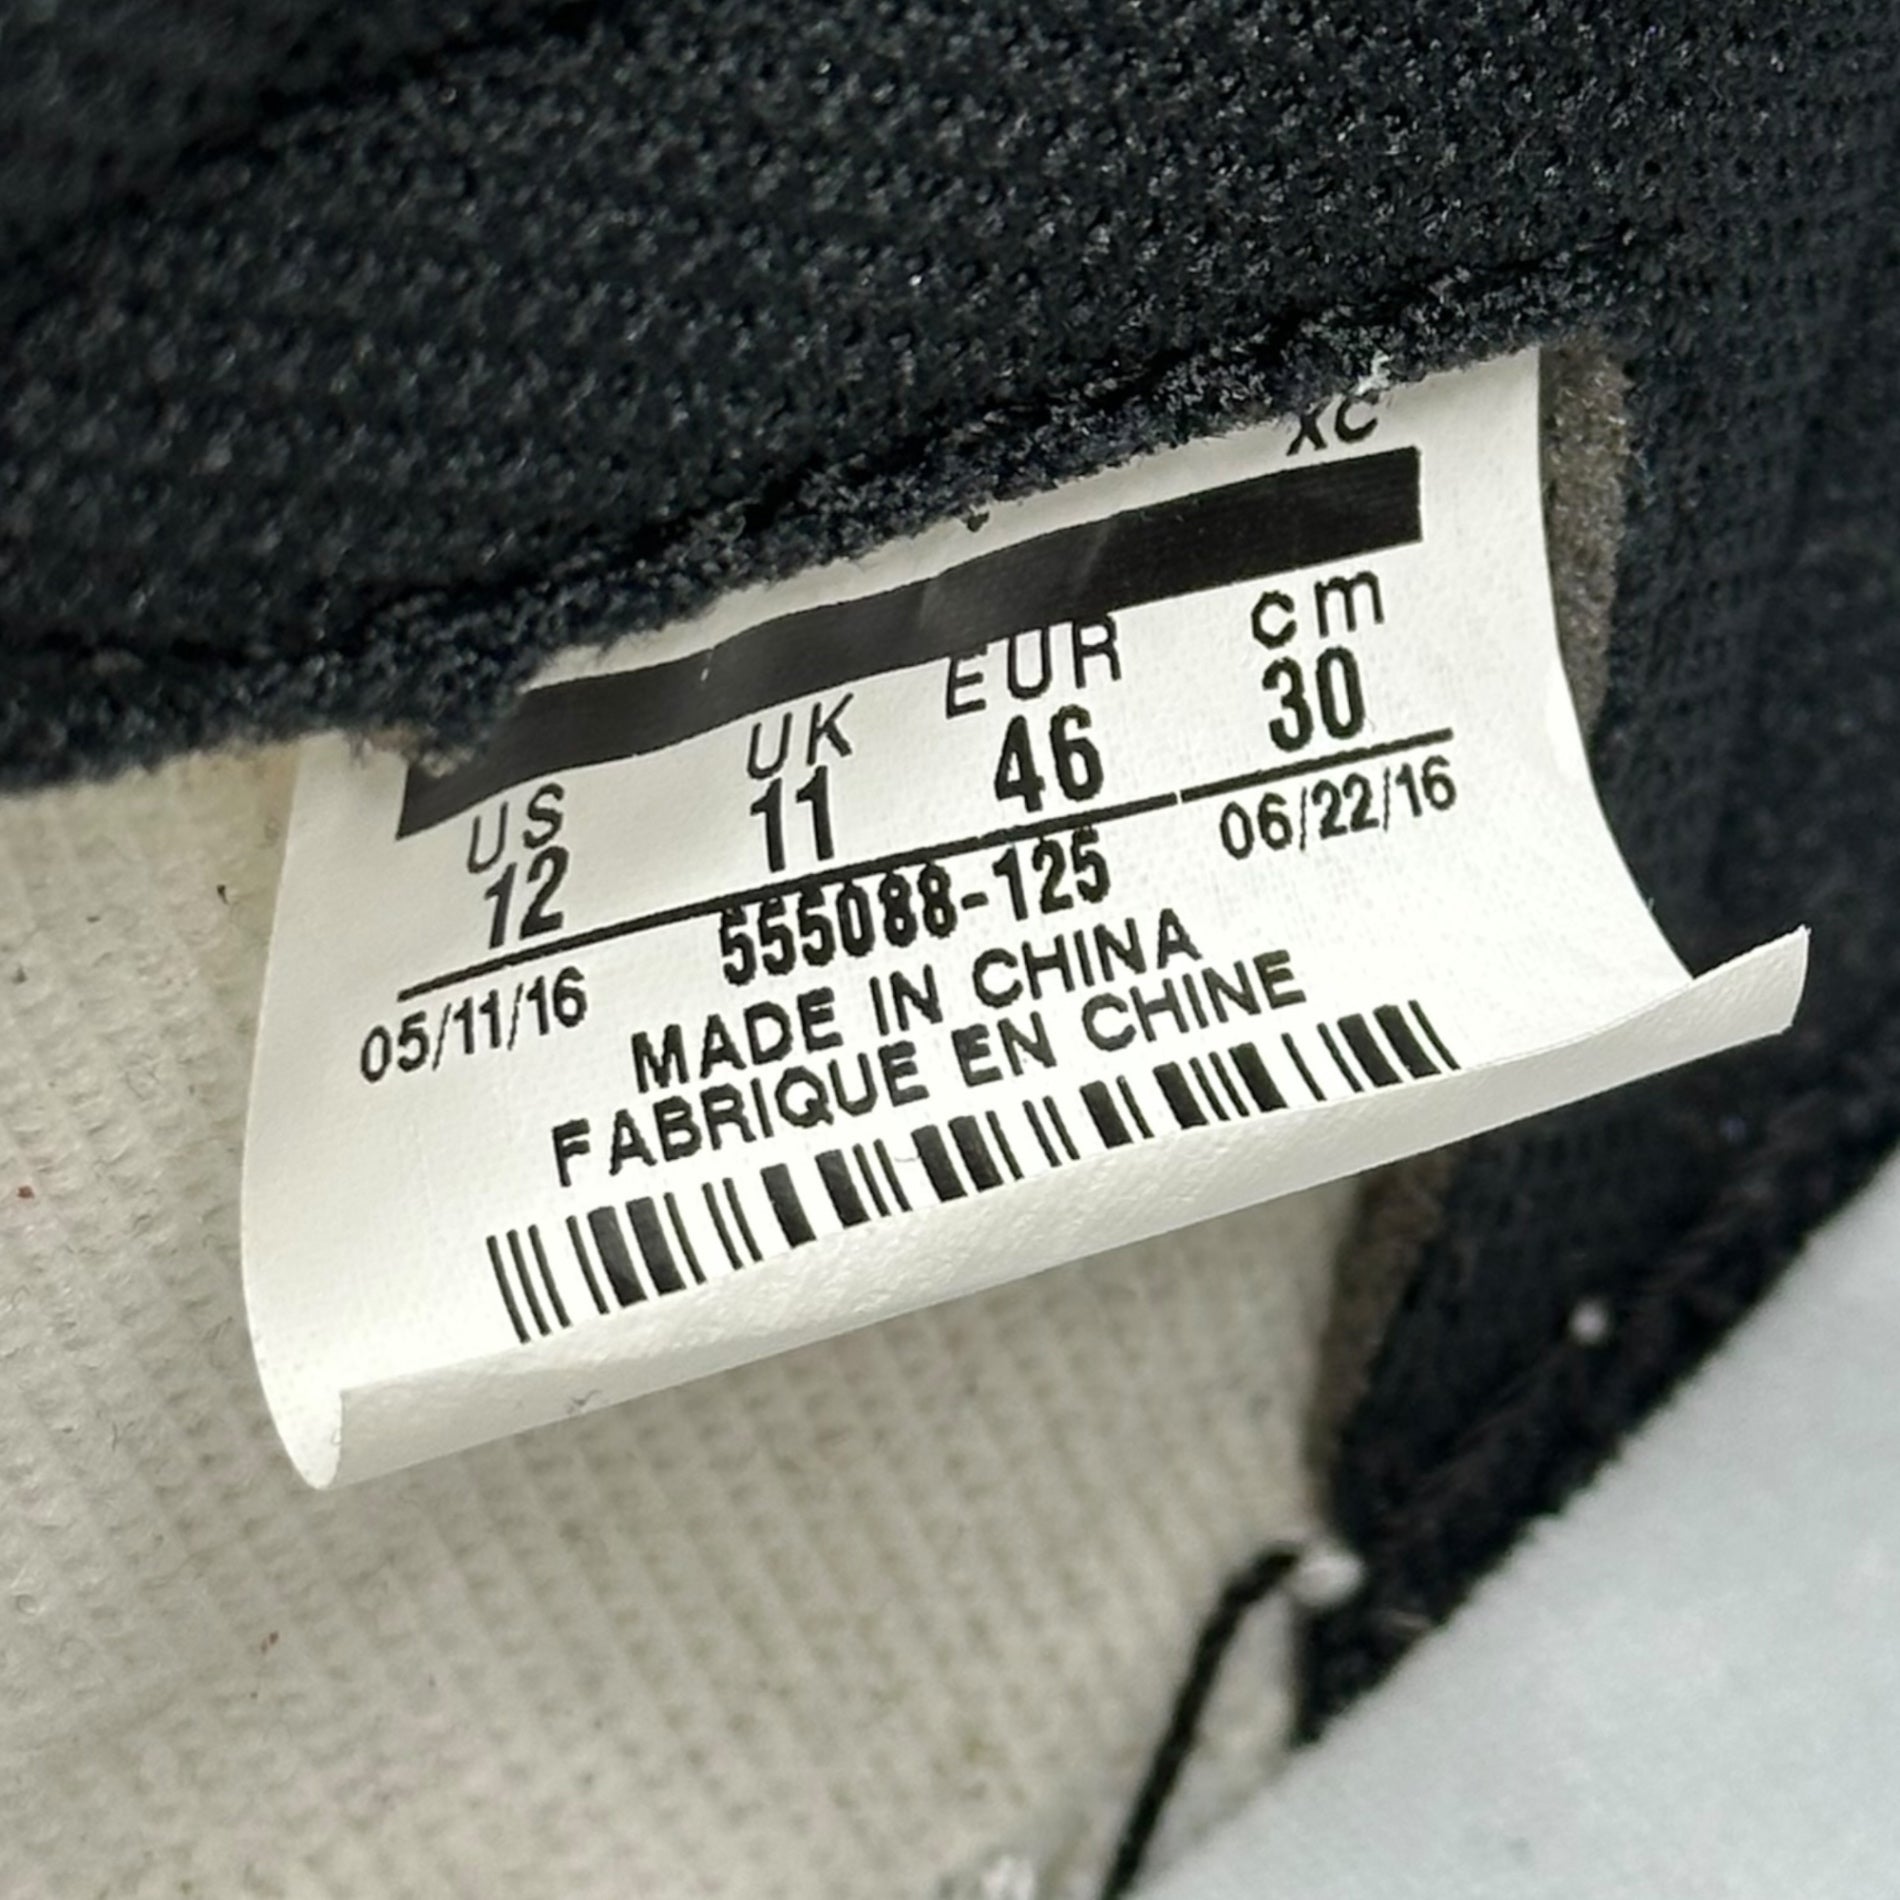 XC
US UK EUR cm
12 11 46 30
05/11/16 555088-125 06/22/16
MADE IN CHINA
FABRIQUE EN CHINE